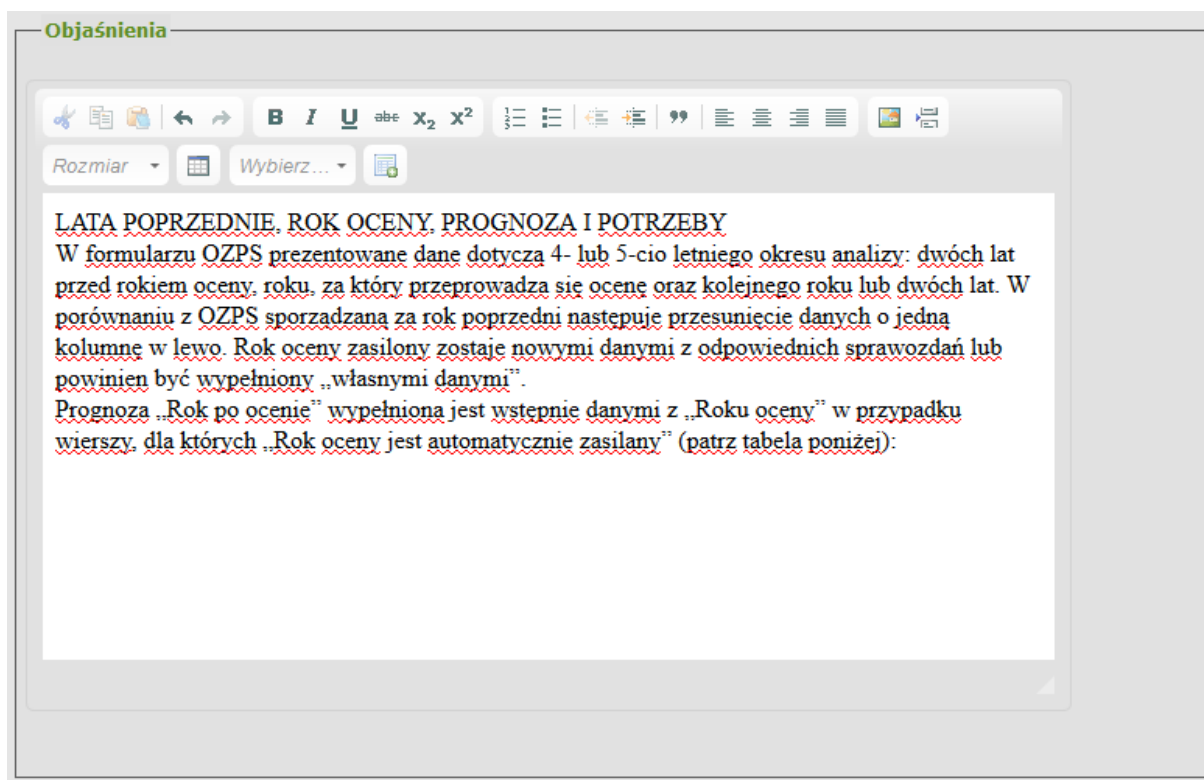 Objaśnienia
B I U abc X₂ X²
Rozmiar Wybierz...
LATA POPRZEDNIE, ROK OCENY, PROGNOZA I POTRZEBY
W formularzu OZPS prezentowane dane dotyczą 4- lub 5-cio letniego okresu analizy: dwóch lat
przed rokiem oceny, roku, za który przeprowadza się ocenę oraz kolejnego roku lub dwóch lat. W
porównaniu z OZPS sporządzaną za rok poprzedni następuje przesunięcie danych o jedną
kolumnę w lewo. Rok oceny zasilony zostaje nowymi danymi z odpowiednich sprawozdań lub
powinien być wypełniony „własnymi danymi”.
Prognoza „Rok po ocenie” wypełniona jest wstępnie danymi z „Roku oceny” w przypadku
wierszy, dla których „Rok oceny jest automatycznie zasilany” (patrz tabela poniżej):